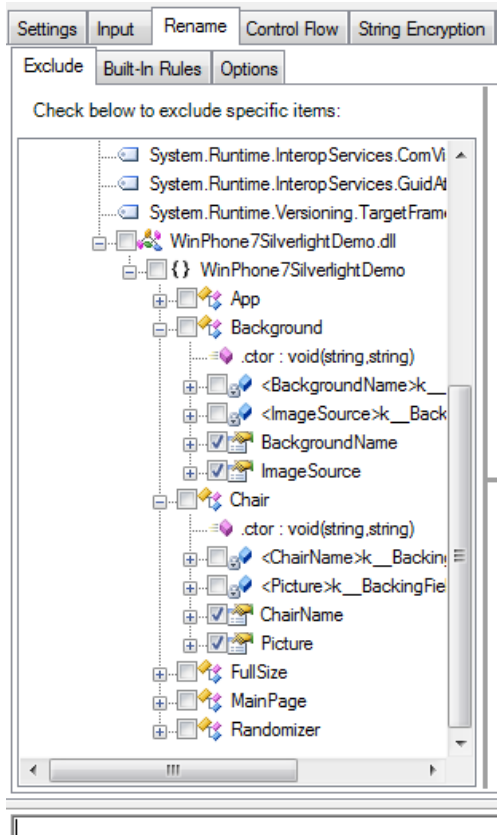 Settings Input Rename Control Flow String Encryption
Exclude Built-In Rules Options
Check below to exclude specific items:
System.Runtime.InteropServices.ComVi
System.Runtime.InteropServices.GuidAt
System.Runtime.Versioning.TargetFram
WinPhone7SilverlightDemo.dll
{} WinPhone7SilverlightDemo
App
Background
.ctor : void(string,string)
<BackgroundName>k__
<ImageSource>k__Back
BackgroundName
ImageSource
Chair
.ctor : void(string,string)
<ChairName>k__Backing
<Picture>k__BackingFie
ChairName
Picture
FullSize
MainPage
Randomizer